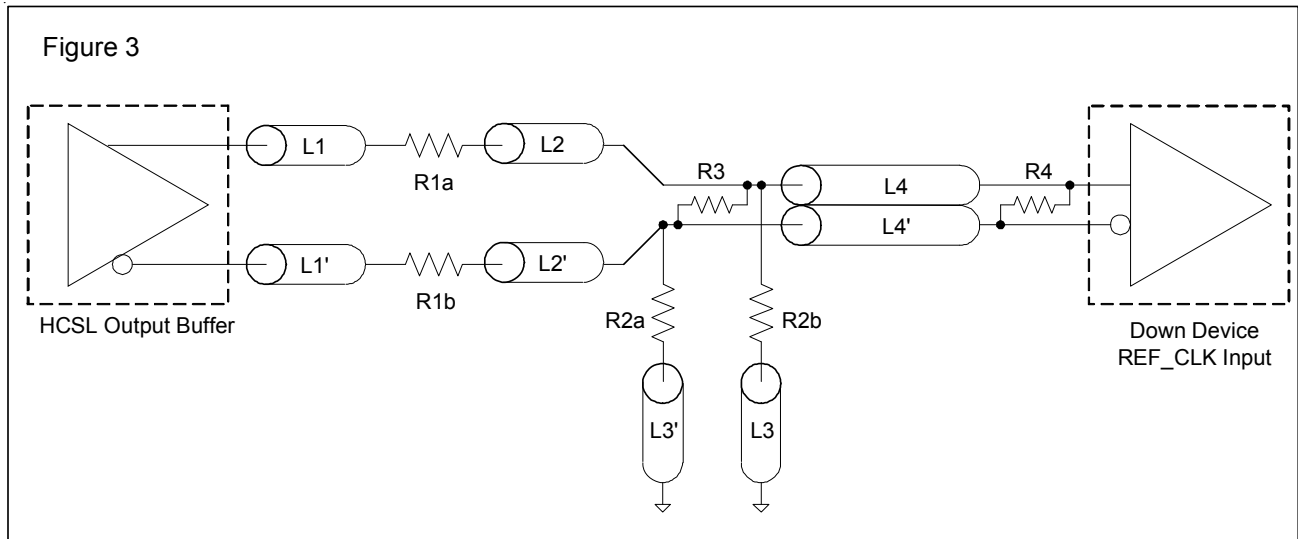 Figure 3
L1
R1a
L2
R3
L4
R4
L4'
L1'
R1b
L2'
HCSL Output Buffer
R2a
R2b
Down Device
REF_CLK Input
L3'
L3